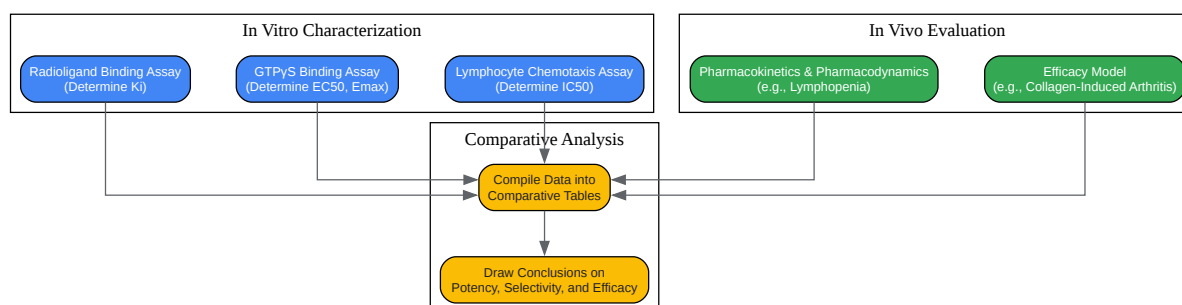 In Vitro Characterization
Radioligand Binding Assay
(Determine Ki)
GTPγS Binding Assay
(Determine EC50, Emax)
Lymphocyte Chemotaxis Assay
(Determine IC50)
In Vivo Evaluation
Pharmacokinetics & Pharmacodynamics
(e.g., Lymphopenia)
Efficacy Model
(e.g., Collagen-Induced Arthritis)
Comparative Analysis
Compile Data into
Comparative Tables
Draw Conclusions on
Potency, Selectivity, and Efficacy